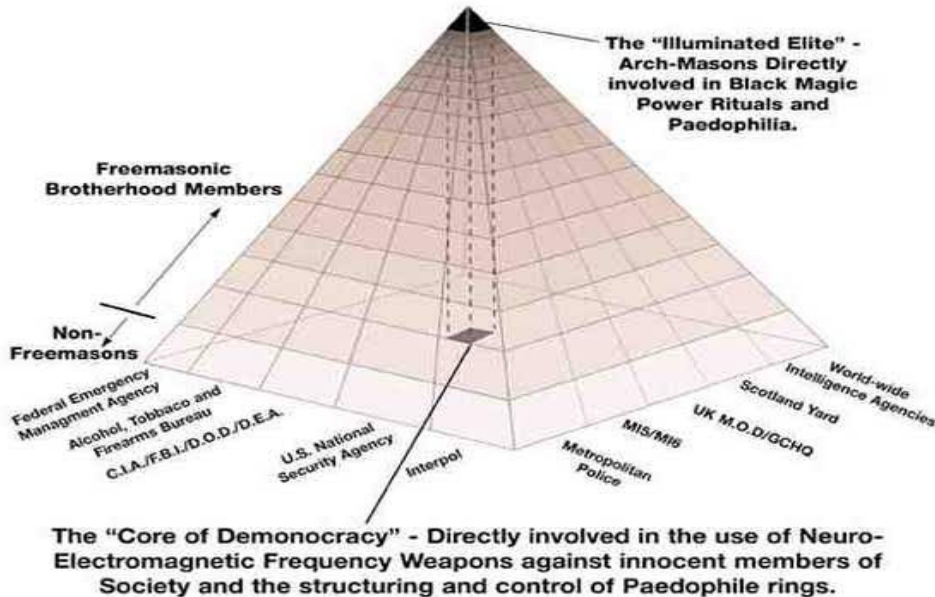 The “Illuminated Elite” -
Arch-Masons Directly
involved in Black Magic
Power Rituals and
Paedophilia.
Freemasonic
Brotherhood Members
Non-
Freemasons
Federal Emergency
Managment Agency
Alcohol, Tobbaco and
Firearms Bureau
C.I.A./F.B.I./D.O.D./D.E.A.
U.S. National
Security Agency
Interpol
Metropolitan
Police
MI5/MI6
UK M.O.D/GCHQ
Scotland Yard
World-wide
Intelligence Agencies
The “Core of Demonocracy” - Directly involved in the use of Neuro-
Electromagnetic Frequency Weapons against innocent members of
Society and the structuring and control of Paedophile rings.